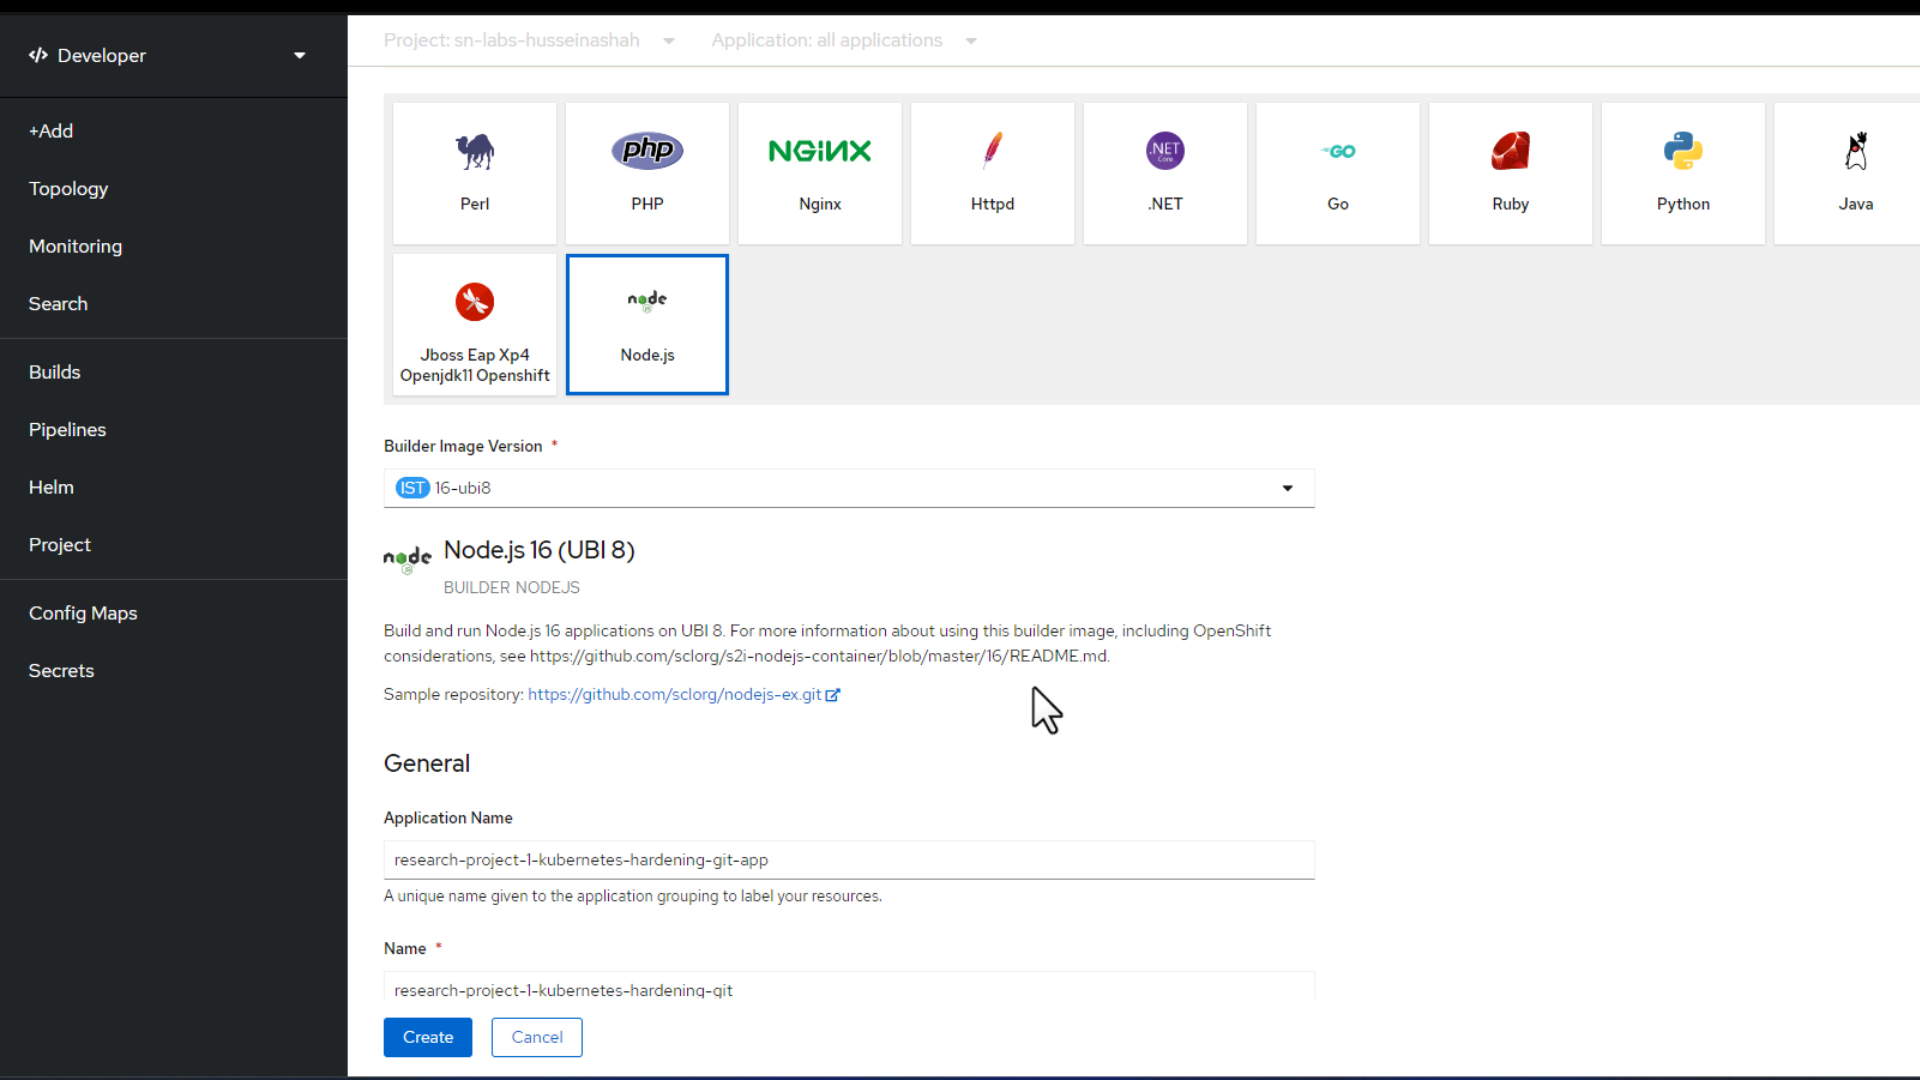 Developer
Project: sn-labs-husseinashah
Application: all applications
+Add
Topology
Monitoring
Search
Builds
Pipelines
Helm
Project
Config Maps
Secrets
php
NGINX
.NET
Core
GO
Perl
PHP
Nginx
Httpd
.NET
Go
Ruby
Python
Java
node
JS
Jboss Eap Xp4
Openjdk11 Openshift
Node.js
Builder Image Version *
IST 16-ubi8
node
JS
Node.js 16 (UBI 8)
BUILDER NODEJS
Build and run Node.js 16 applications on UBI 8. For more information about using this builder image, including OpenShift
considerations, see https://github.com/sclorg/s2i-nodejs-container/blob/master/16/README.md.
Sample repository: https://github.com/sclorg/nodejs-ex.git
General
Application Name
research-project-1-kubernetes-hardening-git-app
A unique name given to the application grouping to label your resources.
Name *
research-project-1-kubernetes-hardening-git
Create
Cancel